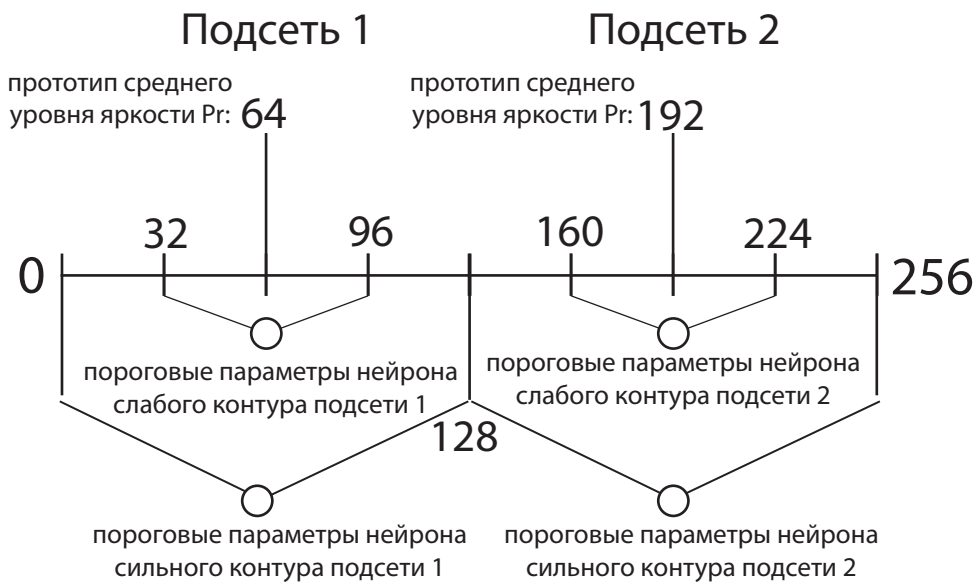 Подсеть 1
Подсеть 2
прототип среднего
уровня яркости Pr: 64
прототип среднего
уровня яркости Pr: 192
32
96
160
224
0
256
пороговые параметры нейрона
слабого контура подсети 1
пороговые параметры нейрона
слабого контура подсети 2
128
пороговые параметры нейрона
сильного контура подсети 1
пороговые параметры нейрона
сильного контура подсети 2